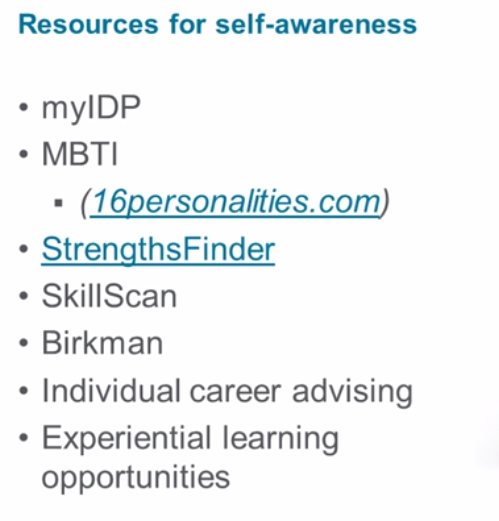 Resources for self-awareness
• myIDP
• MBTI
▪ (16personalities.com)
• StrengthsFinder
• SkillScan
• Birkman
• Individual career advising
• Experiential learning
opportunities